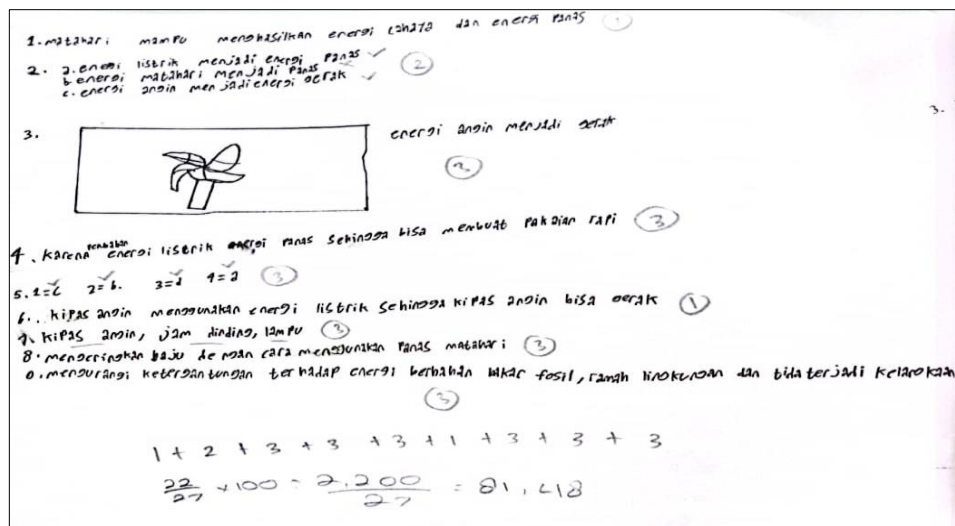 1. matahari mampu menghasilkan energi cahaya dan energi panas 1
2. a. energi listrik menjadi energi panas ✓ 2
b energi matahari menjadi panas ✓
c. energi angin menjadi energi gerak ✓
3. energi angin menjadi gerak
3
3.
4. karena perubahan energi listrik energi panas sehingga bisa membuat pakaian rapi 3
5. 1=c 2=b. 3=d 4=a 3
6. kipas angin menggunakan energi listrik sehingga kipas angin bisa gerak 1
7. kipas angin, jam dinding, lampu 3
8. mengeringkan baju dengan cara menggunakan panas matahari 3
9. mengurangi ketergantungan terhadap energi berbahan bakar fosil, ramah lingkungan dan tida terjadi kelangkaan
3
1 + 2 + 3 + 3 + 3 + 1 + 3 + 3 + 3
22/27 x 100 = 2.200/27 = 81,48